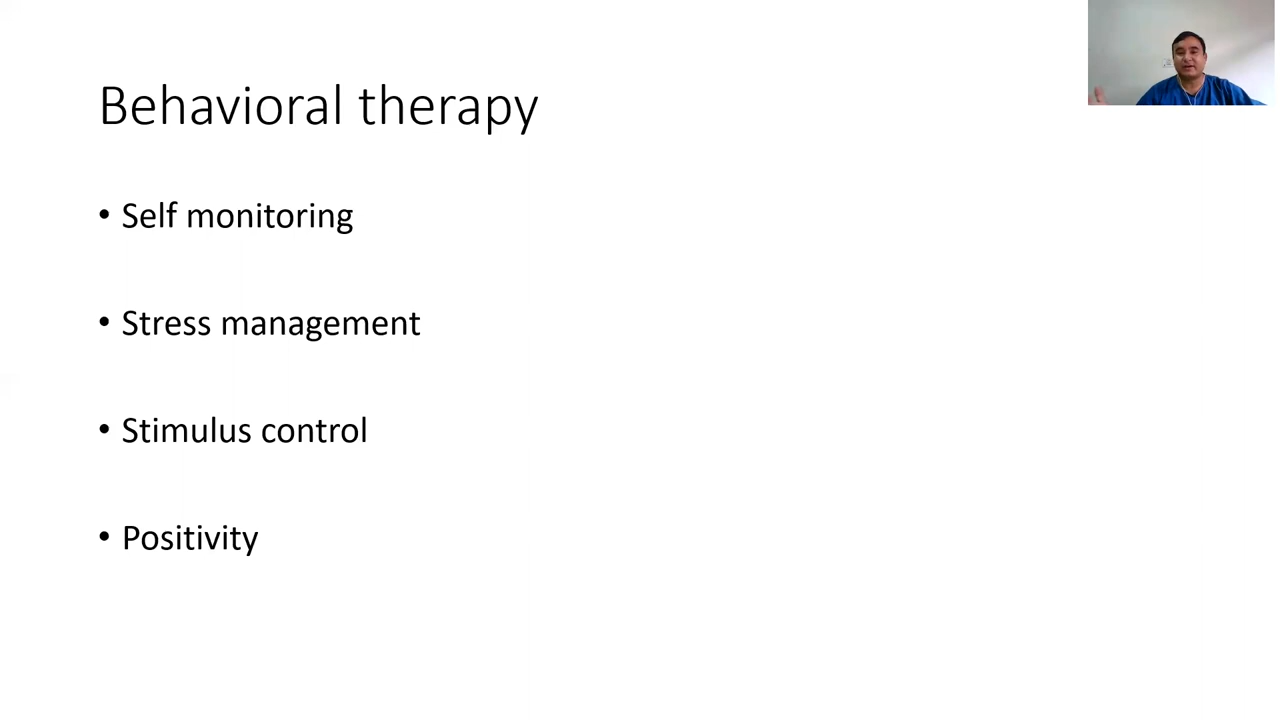 Behavioral therapy
• Self monitoring
• Stress management
• Stimulus control
• Positivity